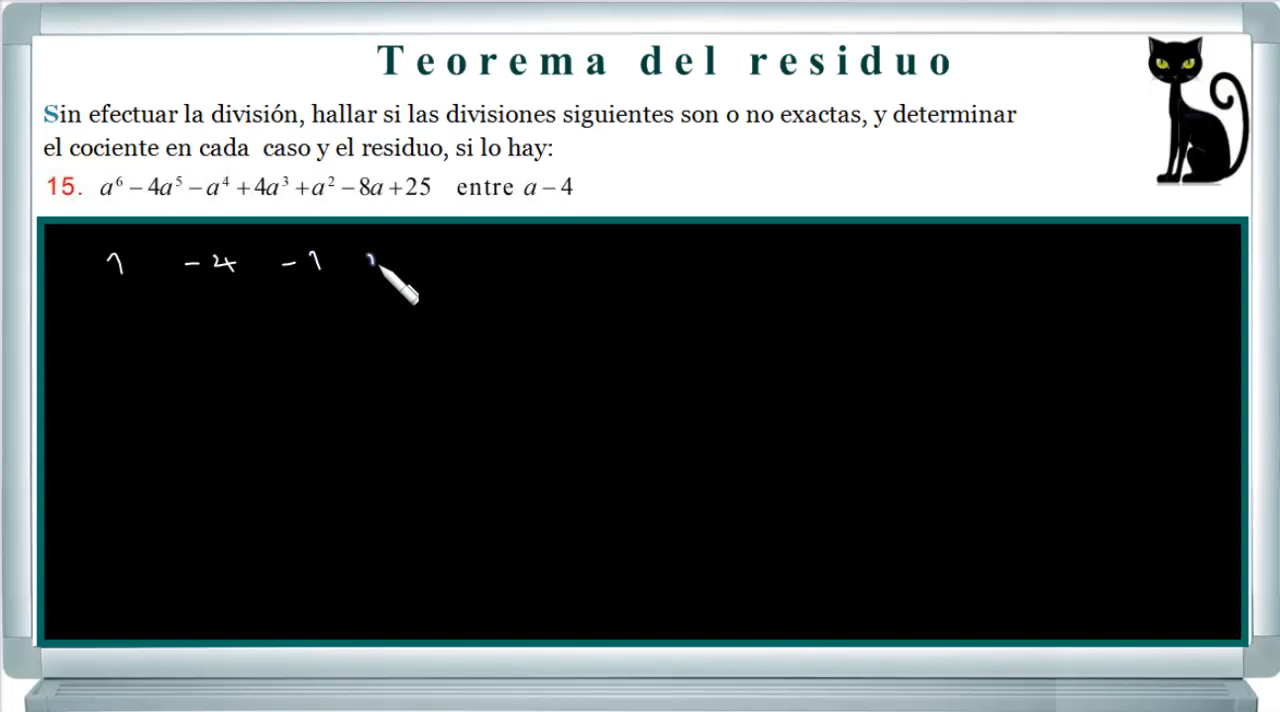 Teorema del residuo
Sin efectuar la división, hallar si las divisiones siguientes son o no exactas, y determinar
el cociente en cada caso y el residuo, si lo hay:
15. a⁶ − 4a⁵ − a⁴ + 4a³ + a² − 8a + 25 entre a − 4
1 − 4 − 1